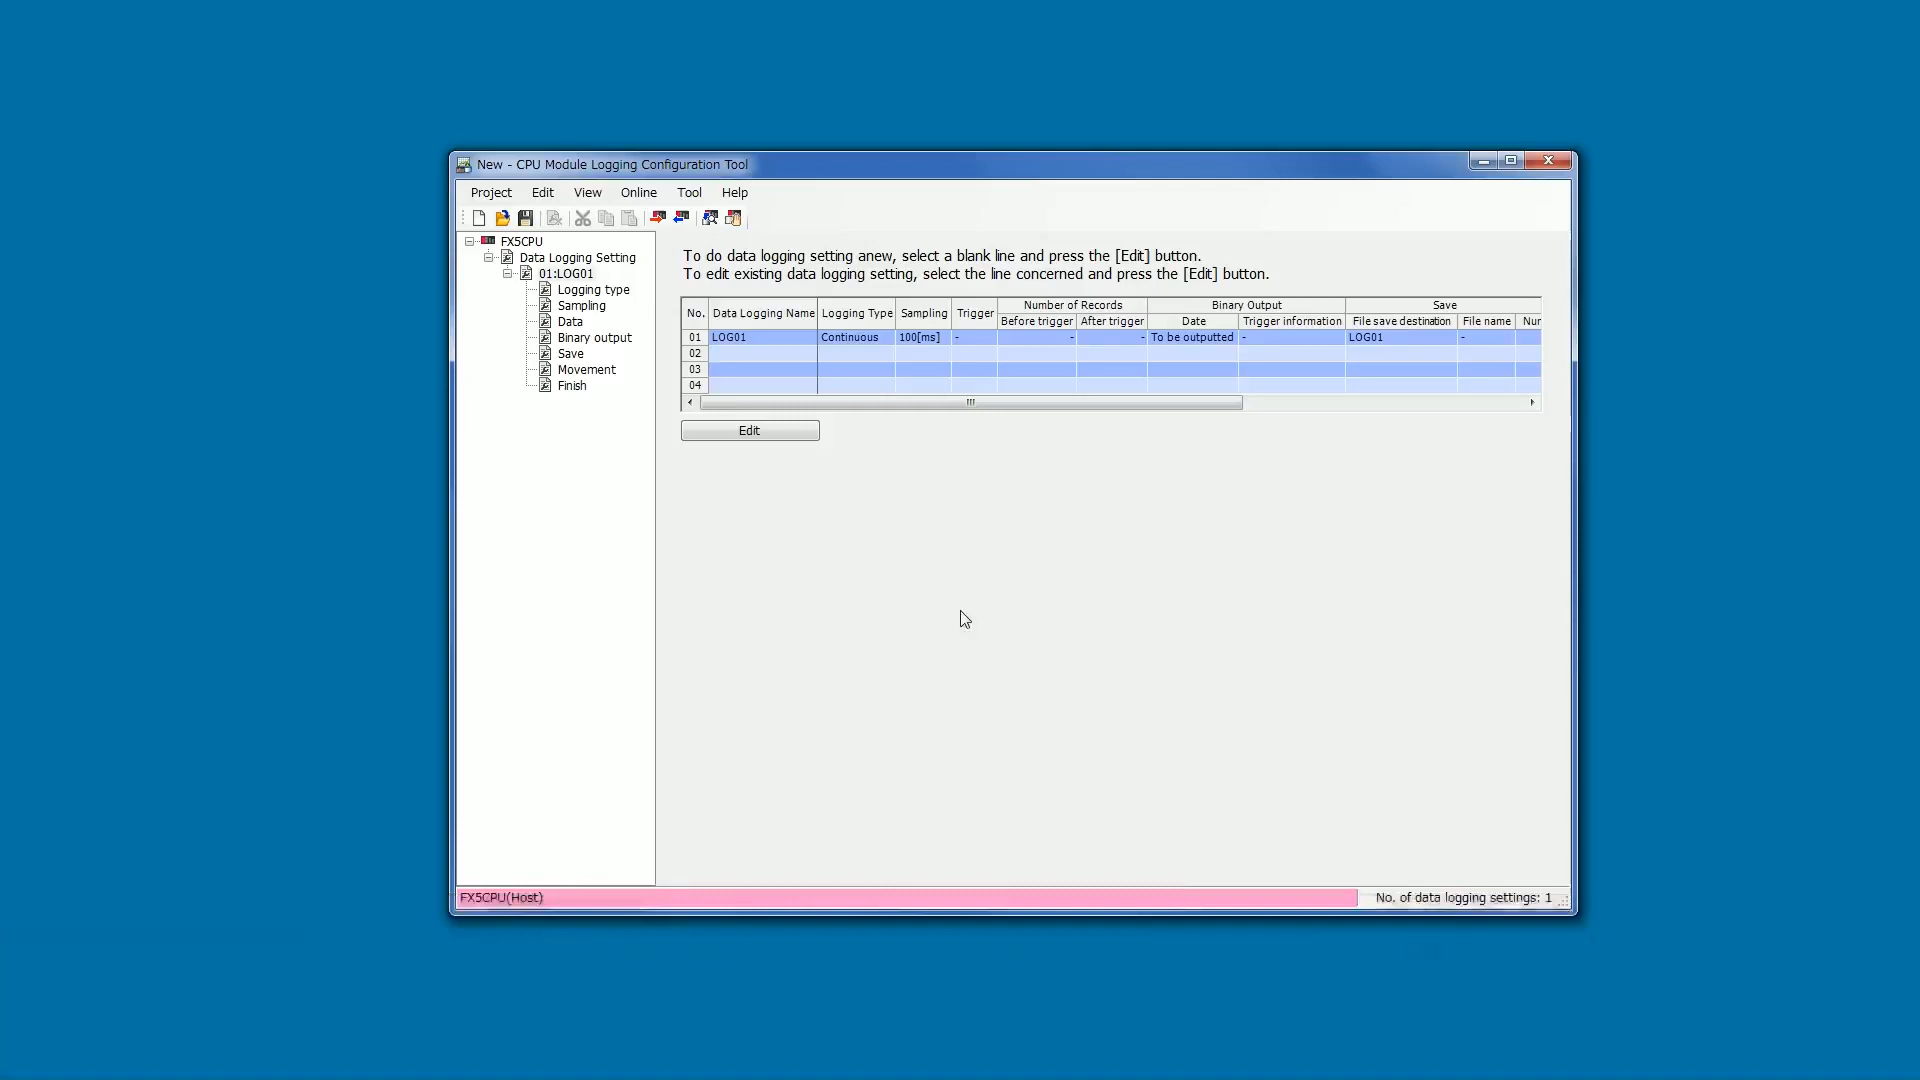 New - CPU Module Logging Configuration Tool
Project Edit View Online Tool Help
FX5CPU
Data Logging Setting
01:LOG01
Logging type
Sampling
Data
Binary output
Save
Movement
Finish
To do data logging setting anew, select a blank line and press the [Edit] button.
To edit existing data logging setting, select the line concerned and press the [Edit] button.
No. Data Logging Name Logging Type Sampling Trigger Number of Records Binary Output Save
Before trigger After trigger Date Trigger information File save destination File name Nur
01 LOG01 Continuous 100[ms] - - - To be outputted - LOG01 -
02
03
04
Edit
FX5CPU(Host) No. of data logging settings: 1